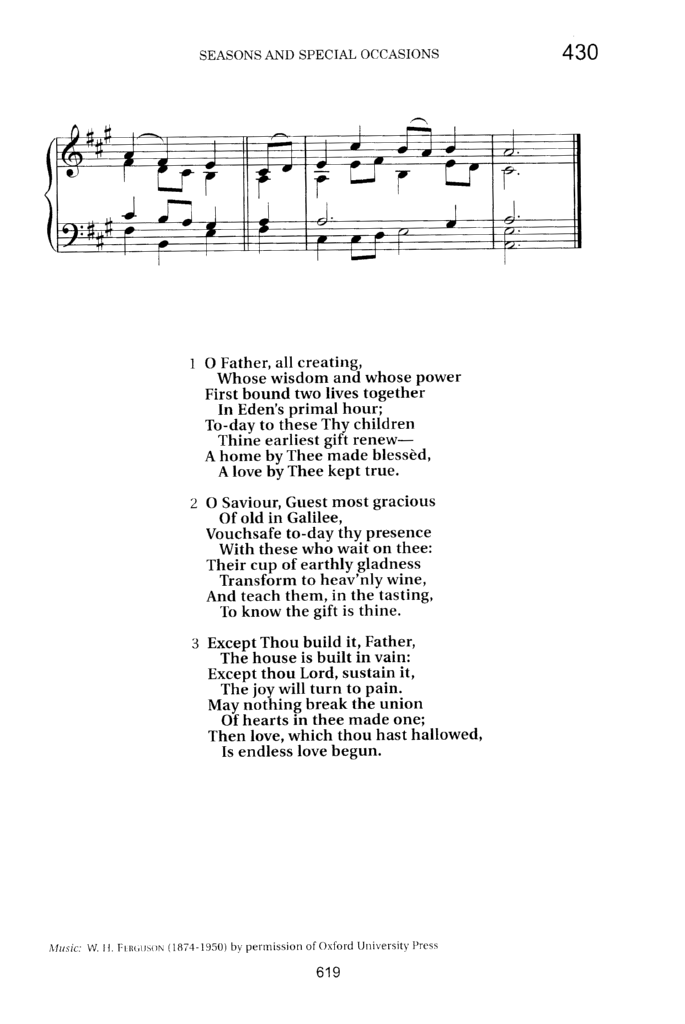 SEASONS AND SPECIAL OCCASIONS 430
1 O Father, all creating,
Whose wisdom and whose power
First bound two lives together
In Eden's primal hour;
To-day to these Thy children
Thine earliest gift renew—
A home by Thee made blessèd,
A love by Thee kept true.
2 O Saviour, Guest most gracious
Of old in Galilee,
Vouchsafe to-day thy presence
With these who wait on thee:
Their cup of earthly gladness
Transform to heav'nly wine,
And teach them, in the tasting,
To know the gift is thine.
3 Except Thou build it, Father,
The house is built in vain:
Except thou Lord, sustain it,
The joy will turn to pain.
May nothing break the union
Of hearts in thee made one;
Then love, which thou hast hallowed,
Is endless love begun.
Music: W. H. FERGUSON (1874-1950) by permission of Oxford University Press
619